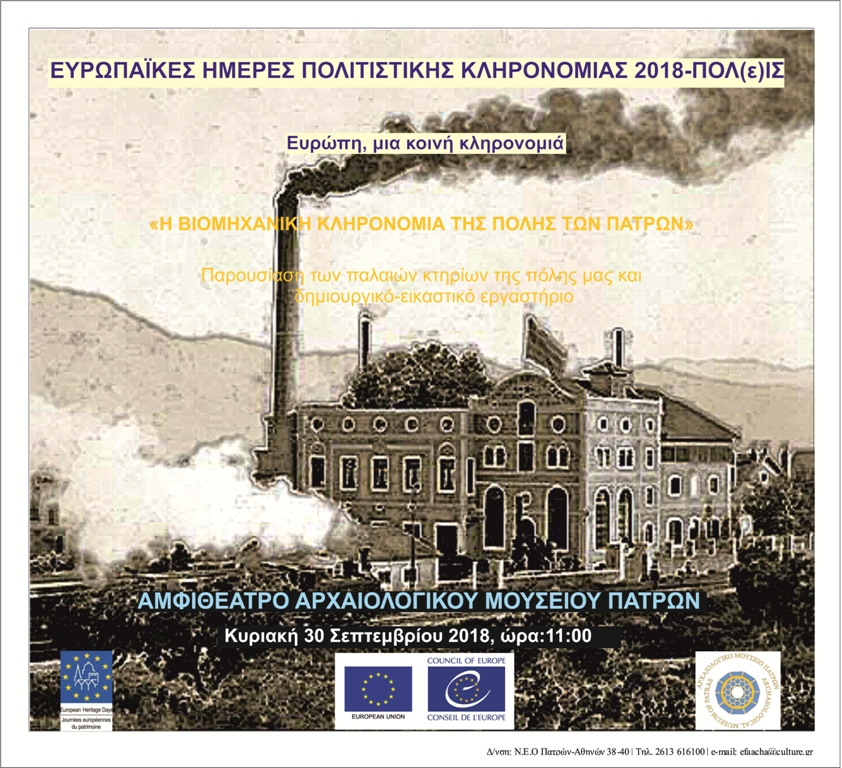 ΕΥΡΩΠΑΪΚΕΣ ΗΜΕΡΕΣ ΠΟΛΙΤΙΣΤΙΚΗΣ ΚΛΗΡΟΝΟΜΙΑΣ 2018-ΠΟΛ(ε)ΙΣ
Ευρώπη, μια κοινή κληρονομιά
«Η ΒΙΟΜΗΧΑΝΙΚΗ ΚΛΗΡΟΝΟΜΙΑ ΤΗΣ ΠΟΛΗΣ ΤΩΝ ΠΑΤΡΩΝ»
Παρουσίαση των παλαιών κτηρίων της πόλης μας και
δημιουργικό-εικαστικό εργαστήριο
ΑΜΦΙΘΕΑΤΡΟ ΑΡΧΑΙΟΛΟΓΙΚΟΥ ΜΟΥΣΕΙΟΥ ΠΑΤΡΩΝ
Κυριακή 30 Σεπτεμβρίου 2018, ώρα:11:00
European Heritage Days
Journées européennes
du patrimoine
EUROPEAN UNION
COUNCIL OF EUROPE
CONSEIL DE L'EUROPE
ΑΡΧΑΙΟΛΟΓΙΚΟ ΜΟΥΣΕΙΟ ΠΑΤΡΩΝ
ARCHAEOLOGICAL MUSEUM OF PATRAS
Δ/νση: Ν.Ε.Ο Πατρών-Αθηνών 38-40 | Τηλ. 2613 616100 | e-mail: efaacha@culture.gr